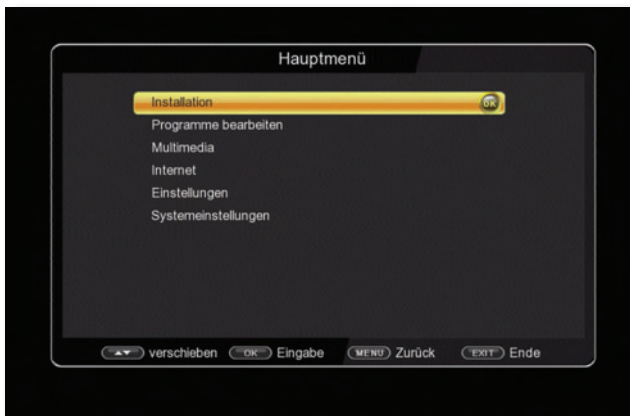 Hauptmenü
Installation OK
Programme bearbeiten
Multimedia
Internet
Einstellungen
Systemeinstellungen
verschieben OK Eingabe MENU Zurück EXIT Ende